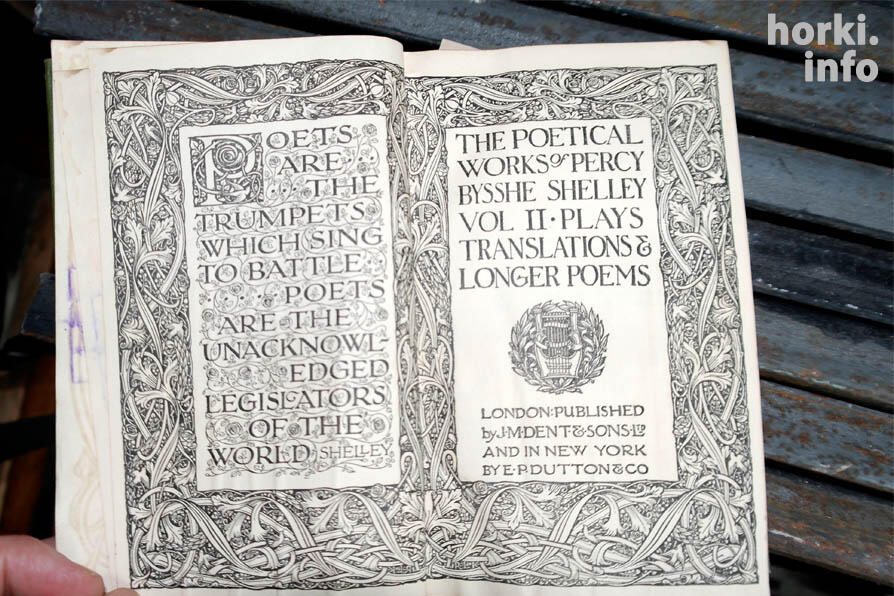 horki.
info
POETS
ARE
THE
TRUMPETS
WHICH SING
TO BATTLE
POETS
ARE THE
UNACKNOWL-
EDGED
LEGISLATORS
OF THE
WORLD · SHELLEY
THE POETICAL
WORKS of PERCY
BYSSHE SHELLEY
VOL II · PLAYS
TRANSLATIONS &
LONGER POEMS
LONDON: PUBLISHED
by J·M·DENT & SONS·LTD
AND IN NEW YORK
BY E·P·DUTTON & CO